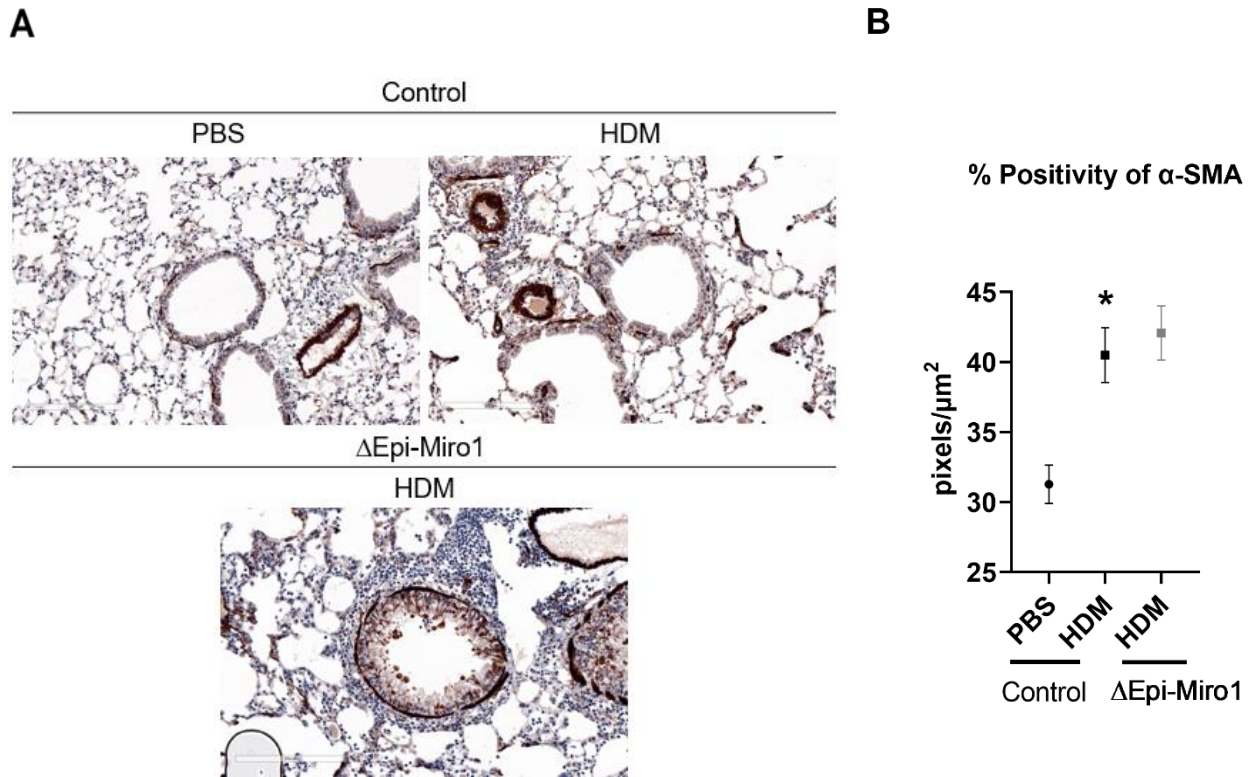 A
Control
PBS HDM
ΔEpi-Miro1
HDM
B
% Positivity of α-SMA
pixels/µm²
45
40
35
30
25
*
PBS HDM HDM
Control ΔEpi-Miro1